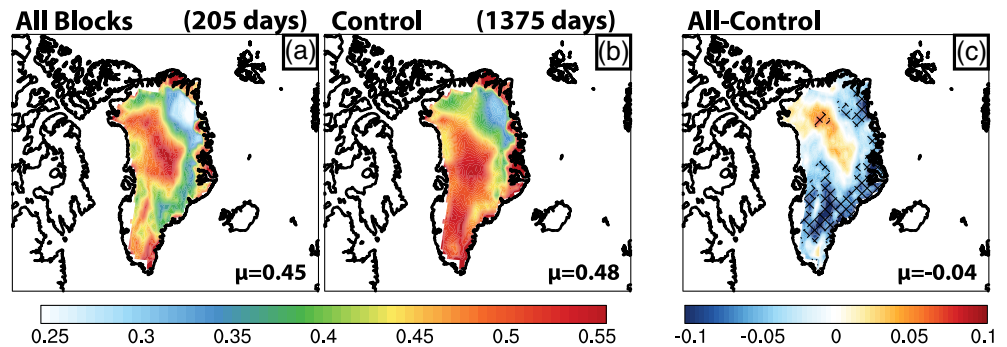 All Blocks (205 days) Control (1375 days) All-Control
(a) (b) (c)
μ=0.45 μ=0.48 μ=-0.04
0.25 0.3 0.35 0.4 0.45 0.5 0.55 -0.1 -0.05 0 0.05 0.1